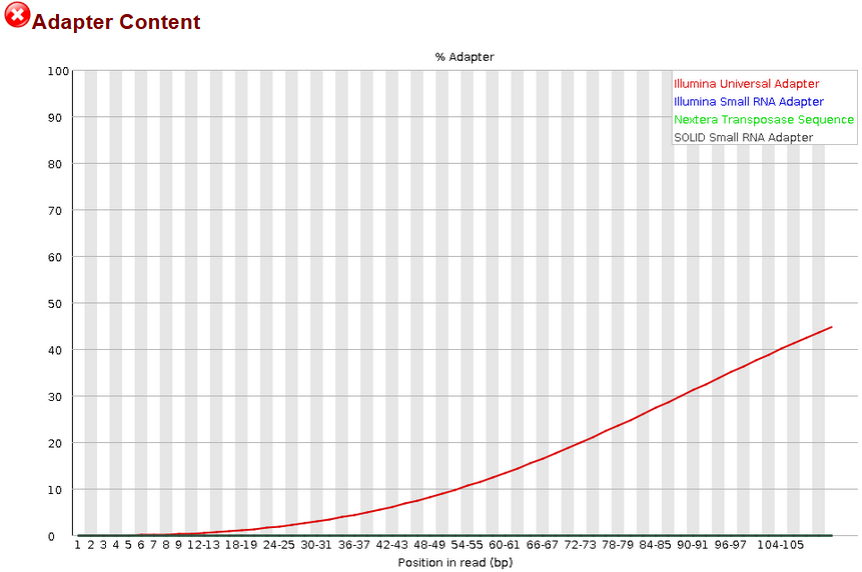 Adapter Content
% Adapter
Illumina Universal Adapter
Illumina Small RNA Adapter
Nextera Transposase Sequence
SOLID Small RNA Adapter
100
90
80
70
60
50
40
30
20
10
0
1 2 3 4 5 6 7 8 9 12-13 18-19 24-25 30-31 36-37 42-43 48-49 54-55 60-61 66-67 72-73 78-79 84-85 90-91 96-97 104-105
Position in read (bp)